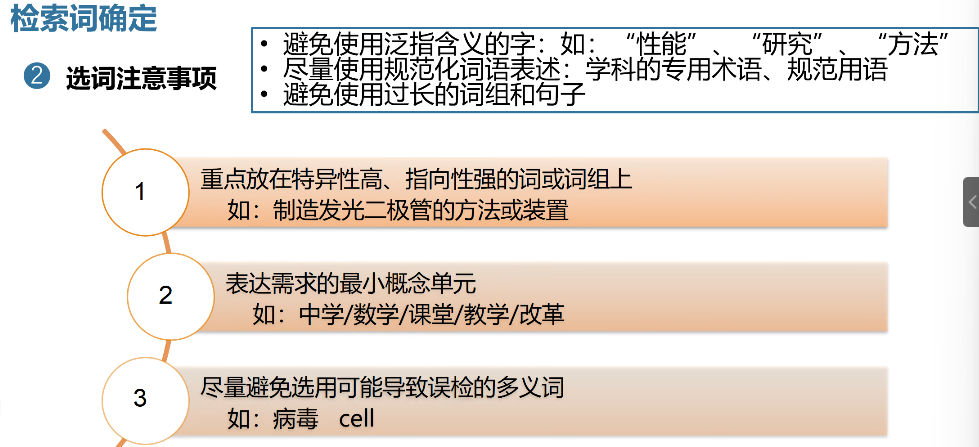 检索词确定
❷ 选词注意事项
• 避免使用泛指含义的字：如：“性能”、“研究”、“方法”
• 尽量使用规范化词语表述：学科的专用术语、规范用语
• 避免使用过长的词组和句子
1
重点放在特异性高、指向性强的词或词组上
如：制造发光二极管的方法或装置
2
表达需求的最小概念单元
如：中学/数学/课堂/教学/改革
3
尽量避免选用可能导致误检的多义词
如：病毒 cell